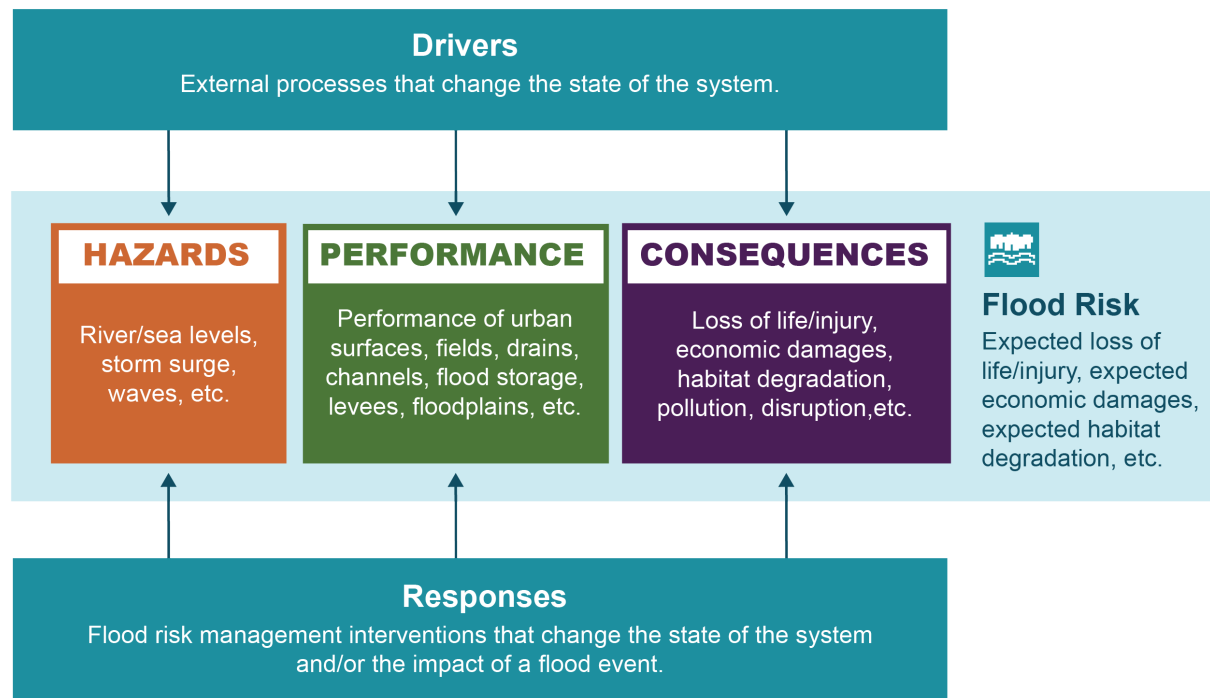 Drivers
External processes that change the state of the system.
HAZARDS
River/sea levels,
storm surge,
waves, etc.
PERFORMANCE
Performance of urban
surfaces, fields, drains,
channels, flood storage,
levees, floodplains, etc.
CONSEQUENCES
Loss of life/injury,
economic damages,
habitat degradation,
pollution, disruption,etc.
Flood Risk
Expected loss of
life/injury, expected
economic damages,
expected habitat
degradation, etc.
Responses
Flood risk management interventions that change the state of the system
and/or the impact of a flood event.